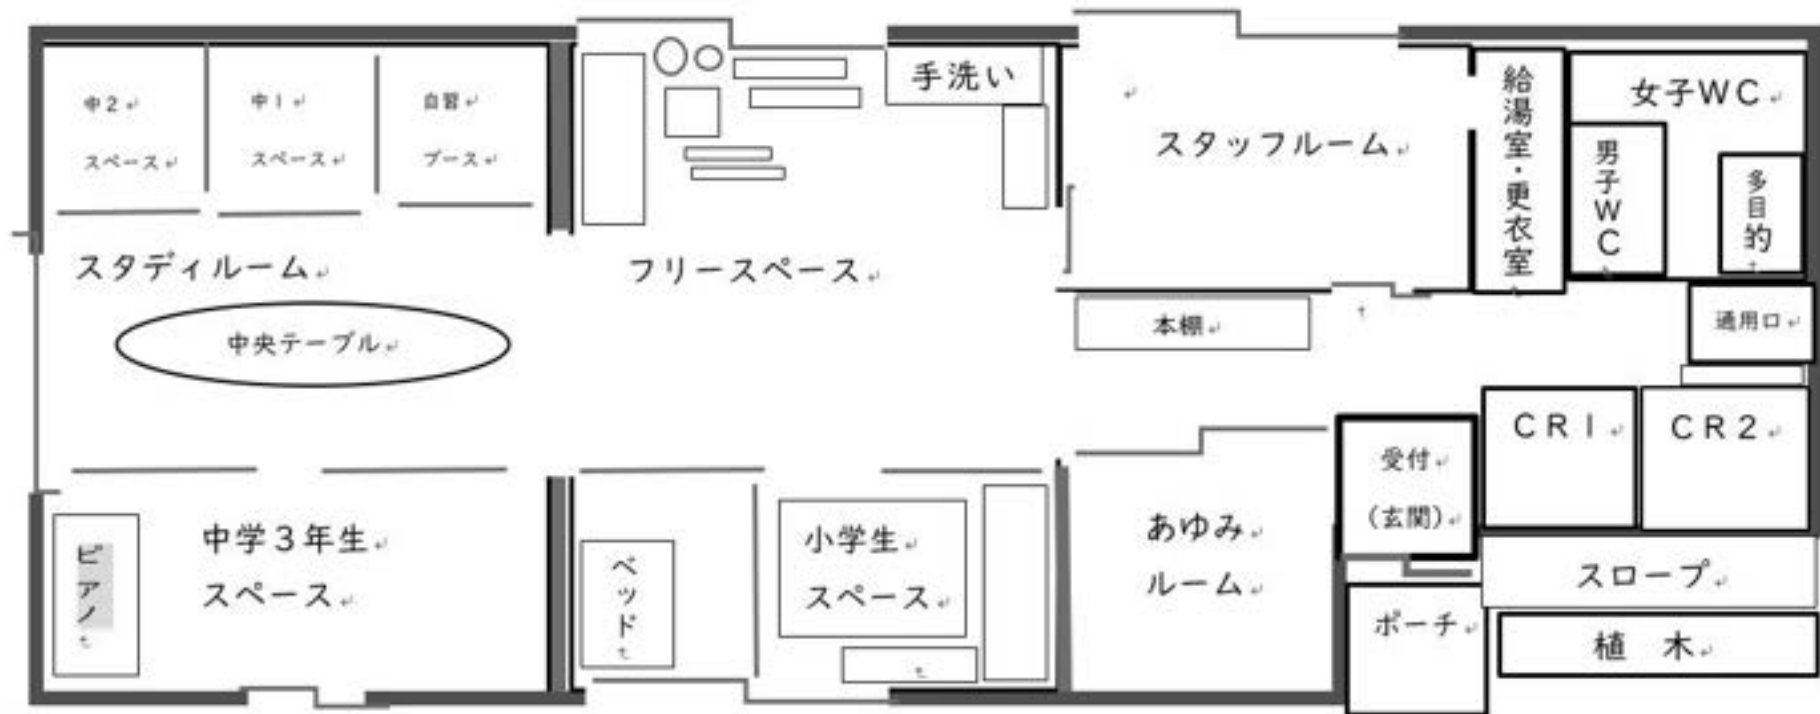 中２
スペース
中１
スペース
自習
ブース
手洗い
スタッフルーム
給湯室・更衣室
女子ＷＣ
男子ＷＣ
多目的
スタディルーム
フリースペース
中央テーブル
本棚
通用口
ＣＲ１
ＣＲ２
受付
（玄関）
ピアノ
中学３年生
スペース
ベッド
小学生
スペース
あゆみ
ルーム
スロープ
ポーチ
植　木